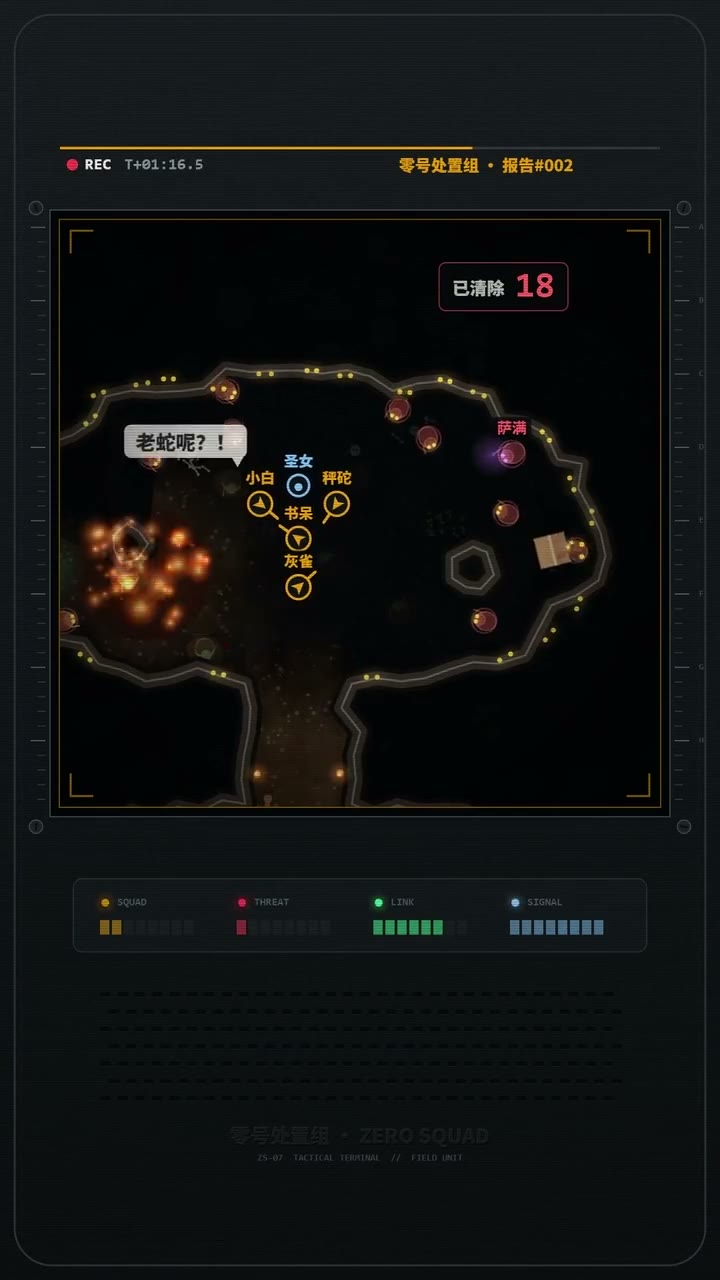 REC T+01:16.5
零号处置组 · 报告#002
已清除 18
萨满
老蛇呢？！
圣女
小白
秤砣
书呆
灰雀
SQUAD
THREAT
LINK
SIGNAL
零号处置组 · ZERO SQUAD
ZS-07 TACTICAL TERMINAL // FIELD UNIT